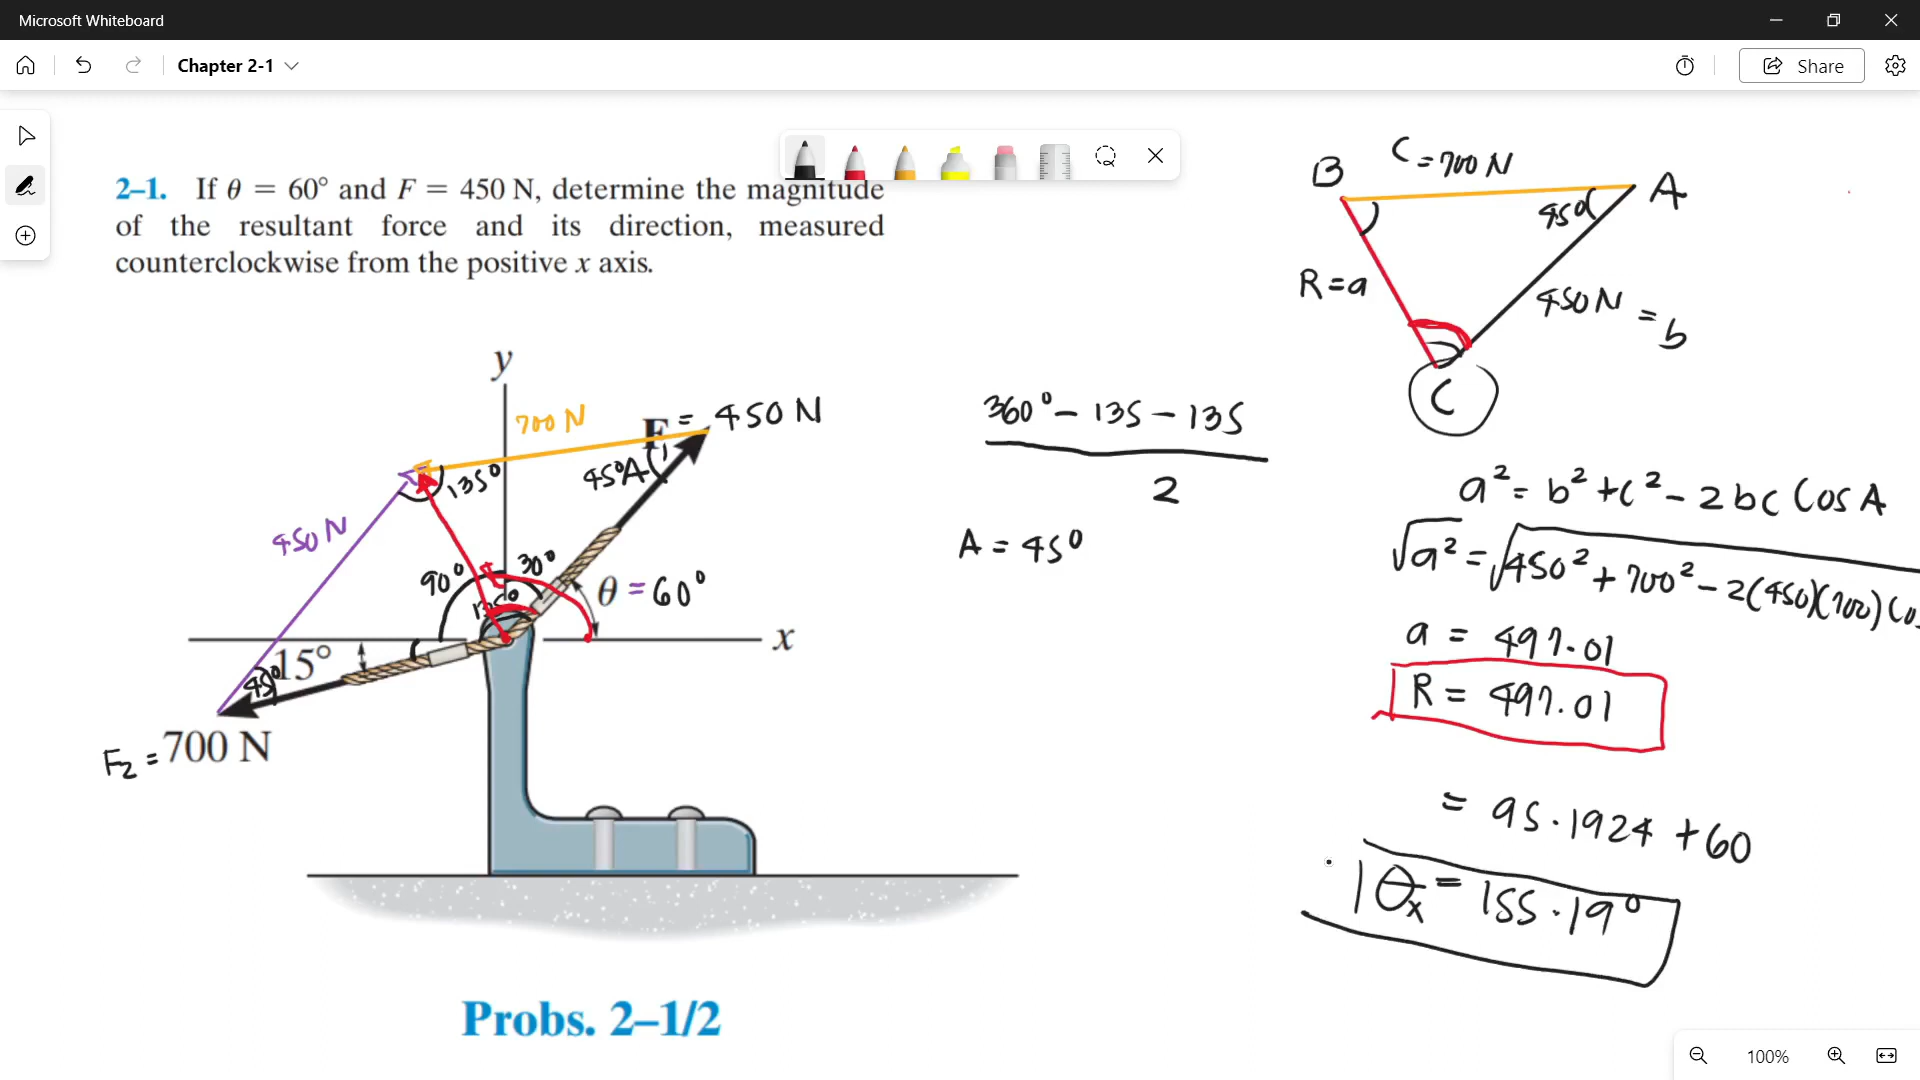 Microsoft Whiteboard
Chapter 2-1
Share
2–1. If θ = 60° and F = 450 N, determine the magnitude
of the resultant force and its direction, measured
counterclockwise from the positive x axis.
B
C = 700 N
A
45°
R = a
450 N = b
C
y
700 N
F = 450 N
135°
45°A
450 N
90°
30°
135°
θ = 60°
x
15°
45°
F2 = 700 N
360° - 135 - 135
2
A = 45°
a² = b² + c² - 2bc Cos A
√a² = √450² + 700² - 2(450)(700) Co
a = 497.01
R = 497.01
= 95.1924 + 60
θx = 155.19°
Probs. 2–1/2
100%